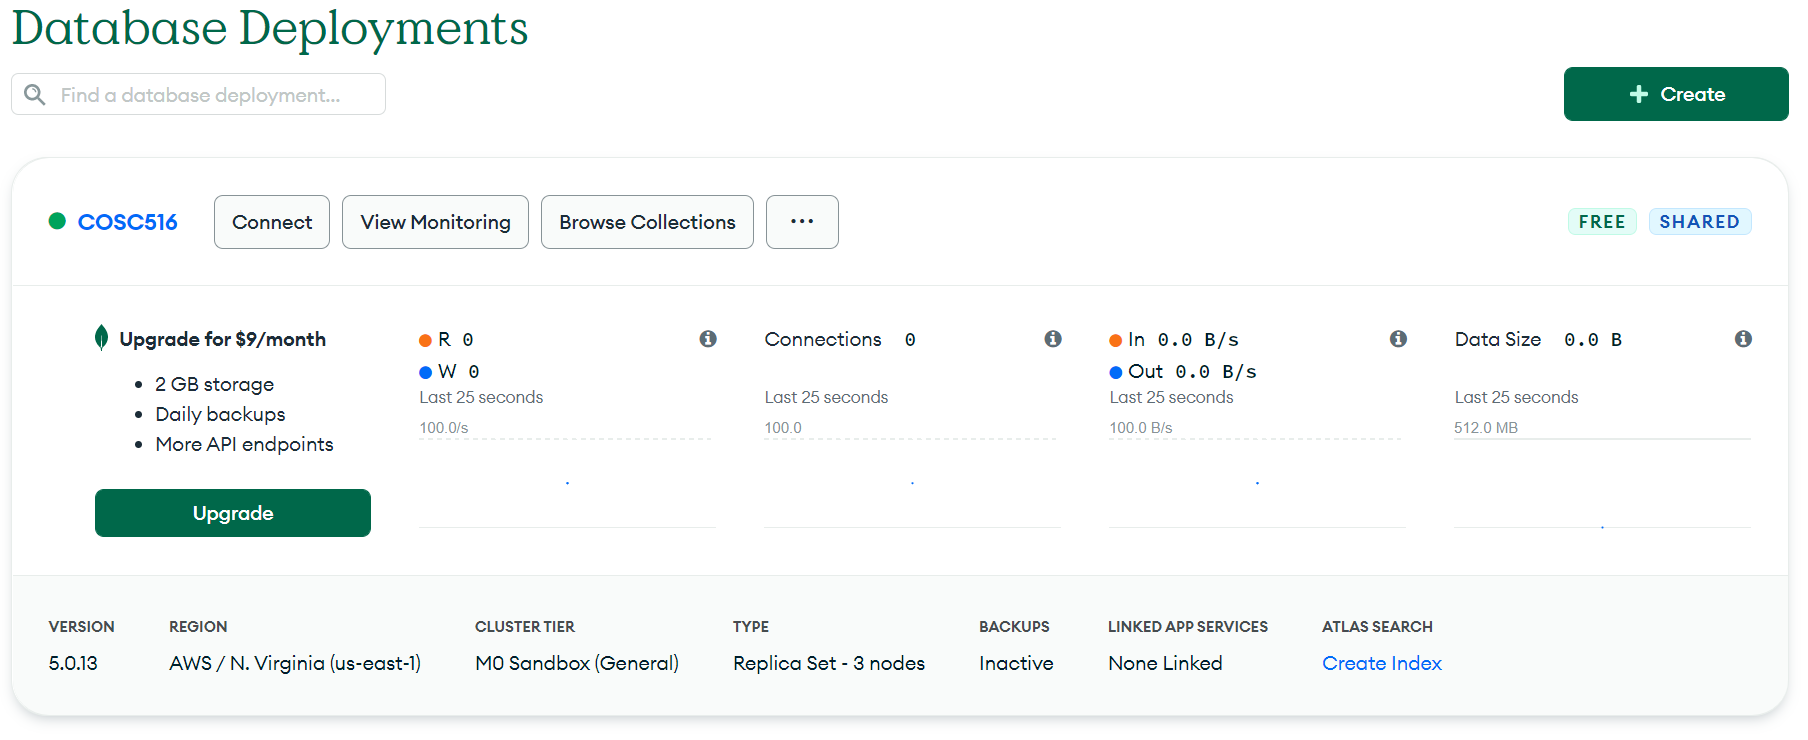 Database Deployments
Find a database deployment...
+ Create
COSC516
Connect
View Monitoring
Browse Collections
...
FREE
SHARED
Upgrade for $9/month
• 2 GB storage
• Daily backups
• More API endpoints
Upgrade
R 0
W 0
Last 25 seconds
100.0/s
Connections 0
Last 25 seconds
100.0
In 0.0 B/s
Out 0.0 B/s
Last 25 seconds
100.0 B/s
Data Size 0.0 B
Last 25 seconds
512.0 MB
VERSION
5.0.13
REGION
AWS / N. Virginia (us-east-1)
CLUSTER TIER
M0 Sandbox (General)
TYPE
Replica Set - 3 nodes
BACKUPS
Inactive
LINKED APP SERVICES
None Linked
ATLAS SEARCH
Create Index